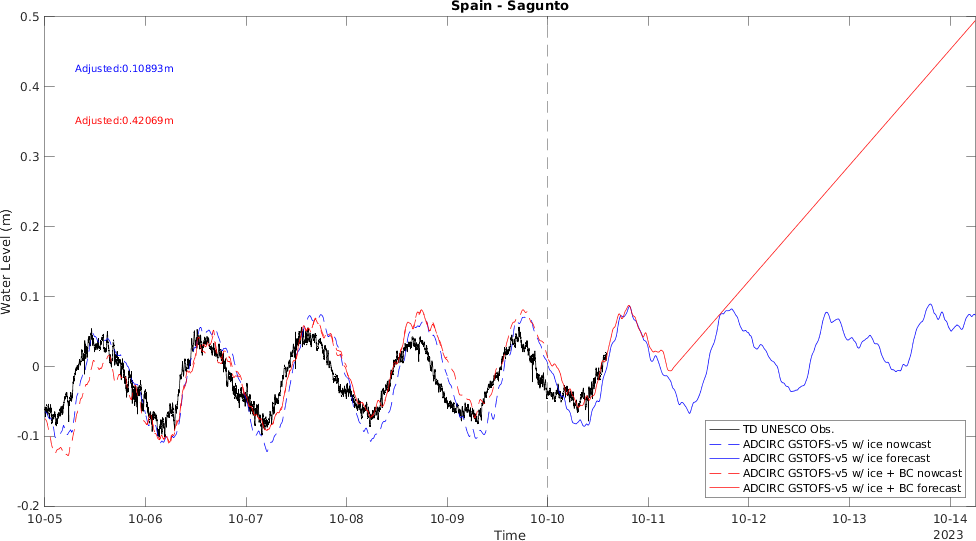 Spain - Sagunto
0.5
Adjusted:0.10893m
0.4
Adjusted:0.42069m
0.3
0.2
Water Level (m)
0.1
0
-0.1
-0.2
TD UNESCO Obs.
ADCIRC GSTOFS-v5 w/ ice nowcast
ADCIRC GSTOFS-v5 w/ ice forecast
ADCIRC GSTOFS-v5 w/ ice + BC nowcast
ADCIRC GSTOFS-v5 w/ ice + BC forecast
10-05 10-06 10-07 10-08 10-09 10-10 10-11 10-12 10-13 10-14
Time
2023